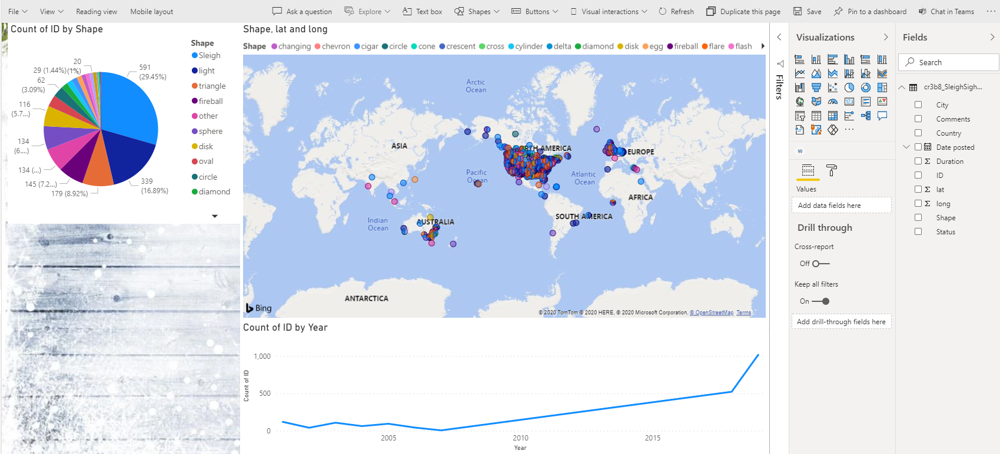 File View Reading view Mobile layout Ask a question Explore Text box Shapes Buttons Visual interactions Refresh Duplicate this page Save Pin to a dashboard Chat in Teams ...
Count of ID by Shape
20
(1%)
29 (1.44%)
62
(3.09%)
116
(5.7...)
134
(6....)
134 (...)
145 (7.2...)
179 (8.92%)
339
(16.89%)
591
(29.45%)
Shape
Sleigh
light
triangle
fireball
other
sphere
disk
oval
circle
diamond
Shape, lat and long
Shape changing chevron cigar circle cone crescent cross cylinder delta diamond disk egg fireball flare flash
Arctic
Ocean
ASIA
NORTH AMERICA
EUROPE
Pacific
Ocean
Atlantic
Ocean
AFRICA
Indian
Ocean
AUSTRALIA
SOUTH AMERICA
ANTARCTICA
Bing
© 2020 TomTom © 2020 HERE, © 2020 Microsoft Corporation, © OpenStreetMap Terms
Count of ID by Year
Count of ID
1,000
500
0
2005 2010 2015
Year
Filters
Visualizations
123
W
Values
Add data fields here
Drill through
Cross-report
Off
Keep all filters
On
Add drill-through fields here
Fields
Search
cr3b8_SleighSigh...
City
Comments
Country
Date posted
Σ Duration
ID
Σ lat
Σ long
Shape
Status